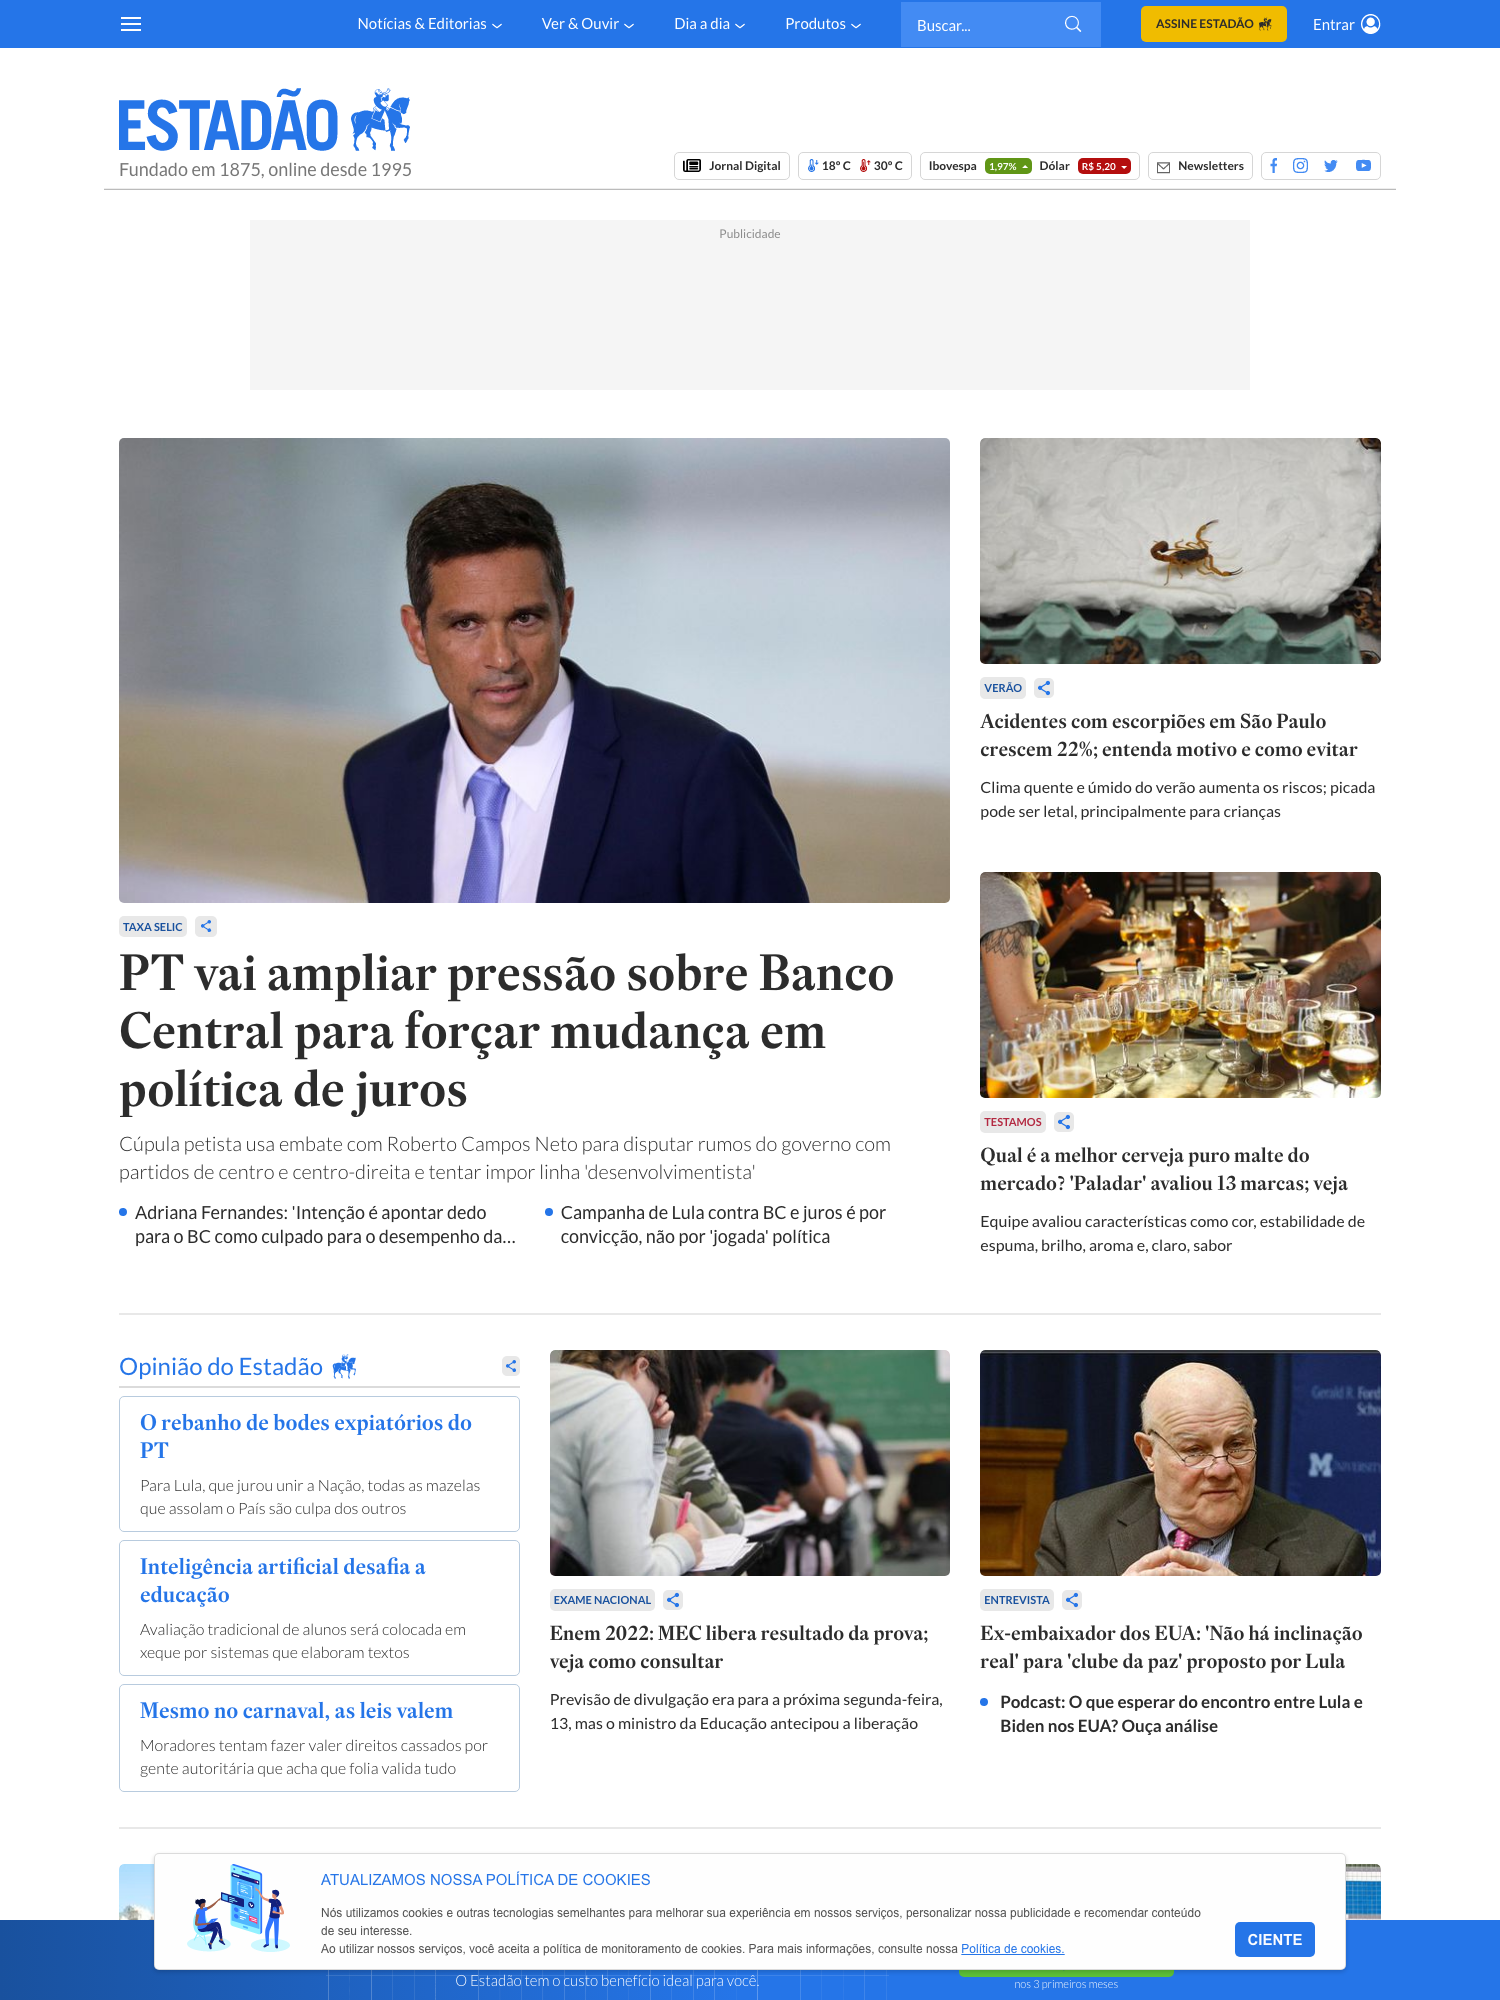 Notícias & Editorias
Ver & Ouvir
Dia a dia
Produtos
Buscar...
ASSINE ESTADÃO
Entrar
ESTADÃO
Fundado em 1875, online desde 1995
Jornal Digital
18º C
30º C
Ibovespa
1,97%
Dólar
R$ 5,20
Newsletters
Publicidade
TAXA SELIC
PT vai ampliar pressão sobre Banco
Central para forçar mudança em
política de juros
Cúpula petista usa embate com Roberto Campos Neto para disputar rumos do governo com
partidos de centro e centro-direita e tentar impor linha 'desenvolvimentista'
Adriana Fernandes: 'Intenção é apontar dedo
para o BC como culpado para o desempenho da...
Campanha de Lula contra BC e juros é por
convicção, não por 'jogada' política
VERÃO
Acidentes com escorpiões em São Paulo
crescem 22%; entenda motivo e como evitar
Clima quente e úmido do verão aumenta os riscos; picada
pode ser letal, principalmente para crianças
TESTAMOS
Qual é a melhor cerveja puro malte do
mercado? 'Paladar' avaliou 13 marcas; veja
Equipe avaliou características como cor, estabilidade de
espuma, brilho, aroma e, claro, sabor
Opinião do Estadão
O rebanho de bodes expiatórios do
PT
Para Lula, que jurou unir a Nação, todas as mazelas
que assolam o País são culpa dos outros
Inteligência artificial desafia a
educação
Avaliação tradicional de alunos será colocada em
xeque por sistemas que elaboram textos
Mesmo no carnaval, as leis valem
Moradores tentam fazer valer direitos cassados por
gente autoritária que acha que folia valida tudo
EXAME NACIONAL
Enem 2022: MEC libera resultado da prova;
veja como consultar
Previsão de divulgação era para a próxima segunda-feira,
13, mas o ministro da Educação antecipou a liberação
Gerald R. Ford
M
ENTREVISTA
Ex-embaixador dos EUA: 'Não há inclinação
real' para 'clube da paz' proposto por Lula
Podcast: O que esperar do encontro entre Lula e
Biden nos EUA? Ouça análise
ATUALIZAMOS NOSSA POLÍTICA DE COOKIES
Nós utilizamos cookies e outras tecnologias semelhantes para melhorar sua experiência em nossos serviços, personalizar nossa publicidade e recomendar conteúdo
de seu interesse.
Ao utilizar nossos serviços, você aceita a política de monitoramento de cookies. Para mais informações, consulte nossa Política de cookies.
CIENTE
O Estadão tem o custo benefício ideal para você.
nos 3 primeiros meses